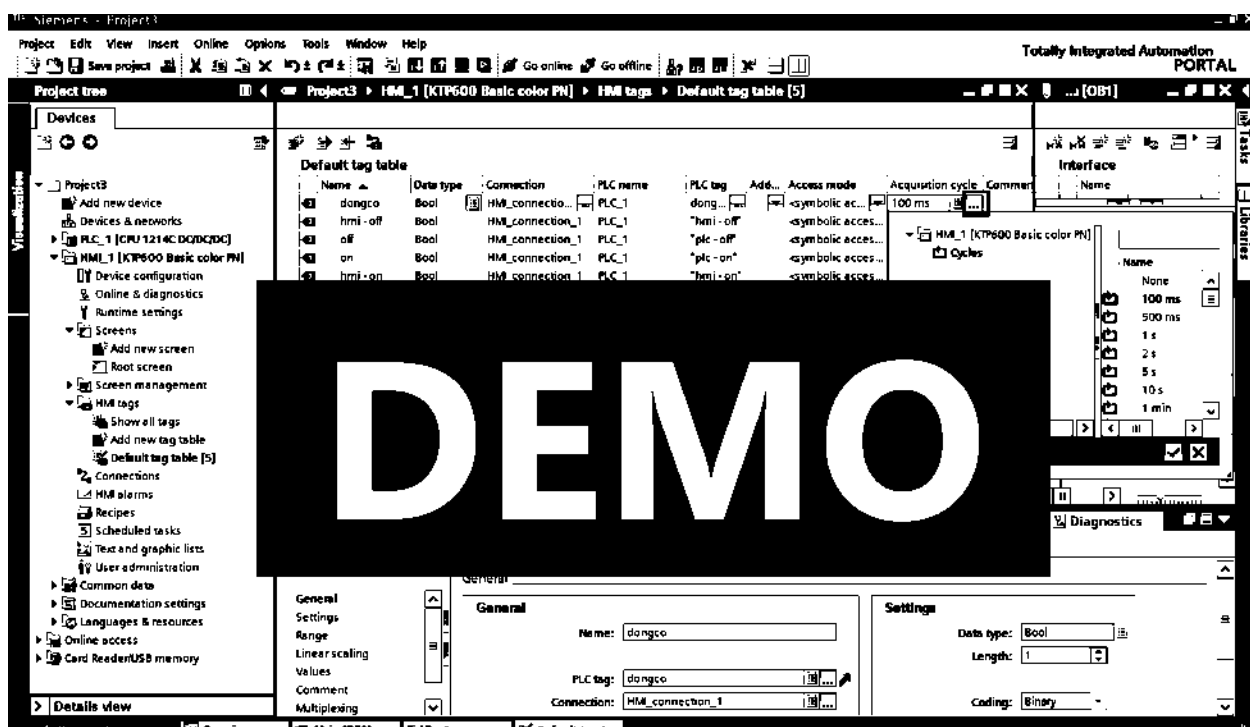 Siemens - Project3
Project Edit View Insert Online Options Tools Window Help
Totally Integrated Automation
PORTAL
Save project Go online Go offline
Project tree
Project3 HMI_1 [KTP600 Basic color PN] HMI tags Default tag table [5]
...[OB1]
Devices
Tasks
Libraries
Visualization
Default tag table
Interface
Name Data type Connection PLC name PLC tag Add... Access mode Acquisition cycle Commen
Name
dongco Bool HMI_connectio... PLC_1 dong... <symbolic ac... 100 ms ...
hmi - off Bool HMI_connection_1 PLC_1 "hmi - off" <symbolic acces...
off Bool HMI_connection_1 PLC_1 "plc - off" <symbolic acces...
on Bool HMI_connection_1 PLC_1 "plc - on" <symbolic acces...
hmi - on Bool HMI_connection_1 PLC_1 "hmi - on" <symbolic acces...
Project3
Add new device
Devices & networks
PLC_1 [CPU 1214C DC/DC/DC]
HMI_1 [KTP600 Basic color PN]
Device configuration
Online & diagnostics
Runtime settings
Screens
Add new screen
Root screen
Screen management
HMI tags
Show all tags
Add new tag table
Default tag table [5]
Connections
HMI alarms
Recipes
Scheduled tasks
Text and graphic lists
User administration
Common data
Documentation settings
Languages & resources
Online access
Card Reader/USB memory
Details view
HMI_1 [KTP600 Basic color PN]
Cycles
Name
None
100 ms
500 ms
1 s
2 s
5 s
10 s
1 min
DEMO
Diagnostics
General
General
Settings
Range
Linear scaling
Values
Comment
Multiplexing
General
Name: dongco
PLC tag: dongco
Connection: HMI_connection_1
Settings
Data type: Bool
Length: 1
Coding: Binary